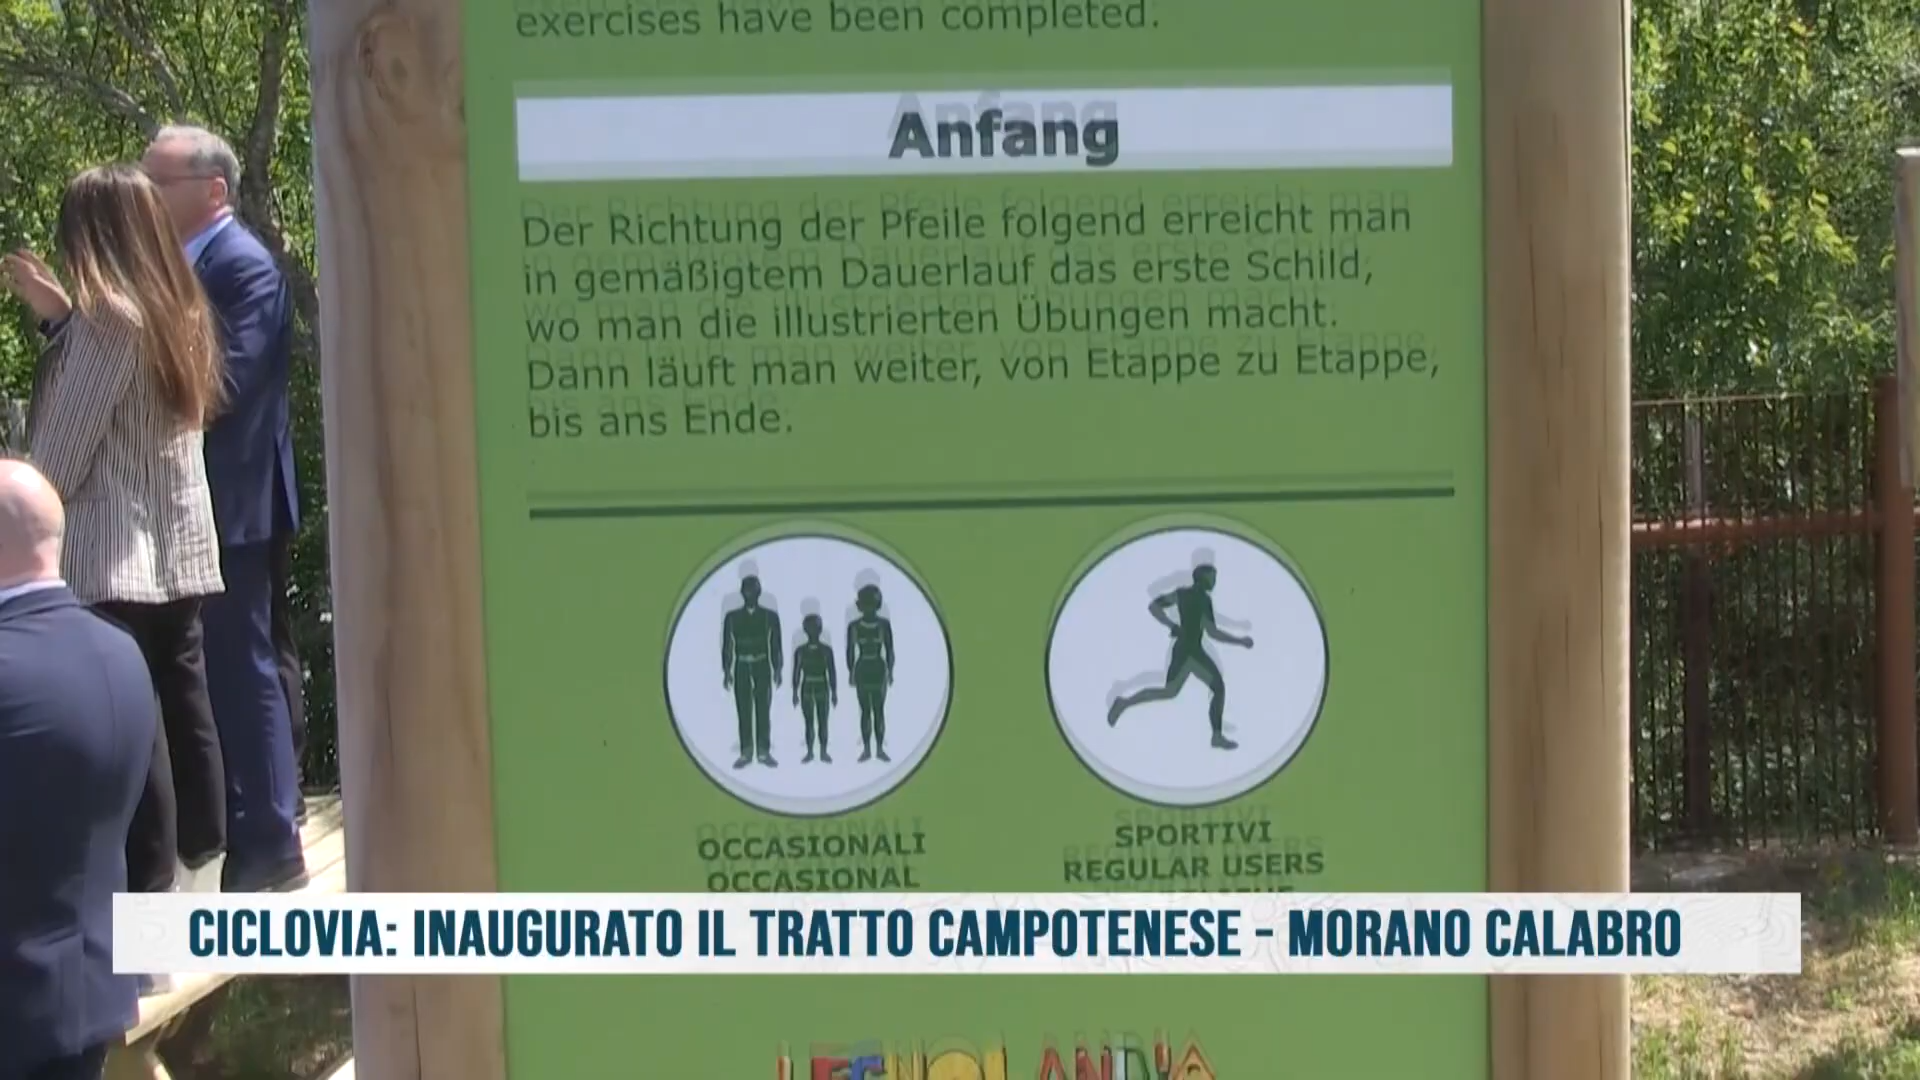 exercises have been completed.
Anfang
Der Richtung der Pfeile folgend erreicht man
in gemäßigtem Dauerlauf das erste Schild,
wo man die illustrierten Übungen macht.
Dann läuft man weiter, von Etappe zu Etappe,
bis ans Ende.
OCCASIONALI
OCCASIONAL
SPORTIVI
REGULAR USERS
CICLOVIA: INAUGURATO IL TRATTO CAMPOTENESE - MORANO CALABRO
LEGNOLANDIA